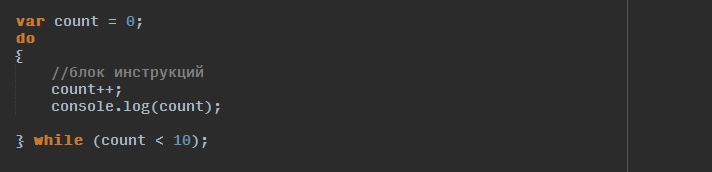 var count = 0;
do
{
//блок инструкций
count++;
console.log(count);
} while (count < 10);